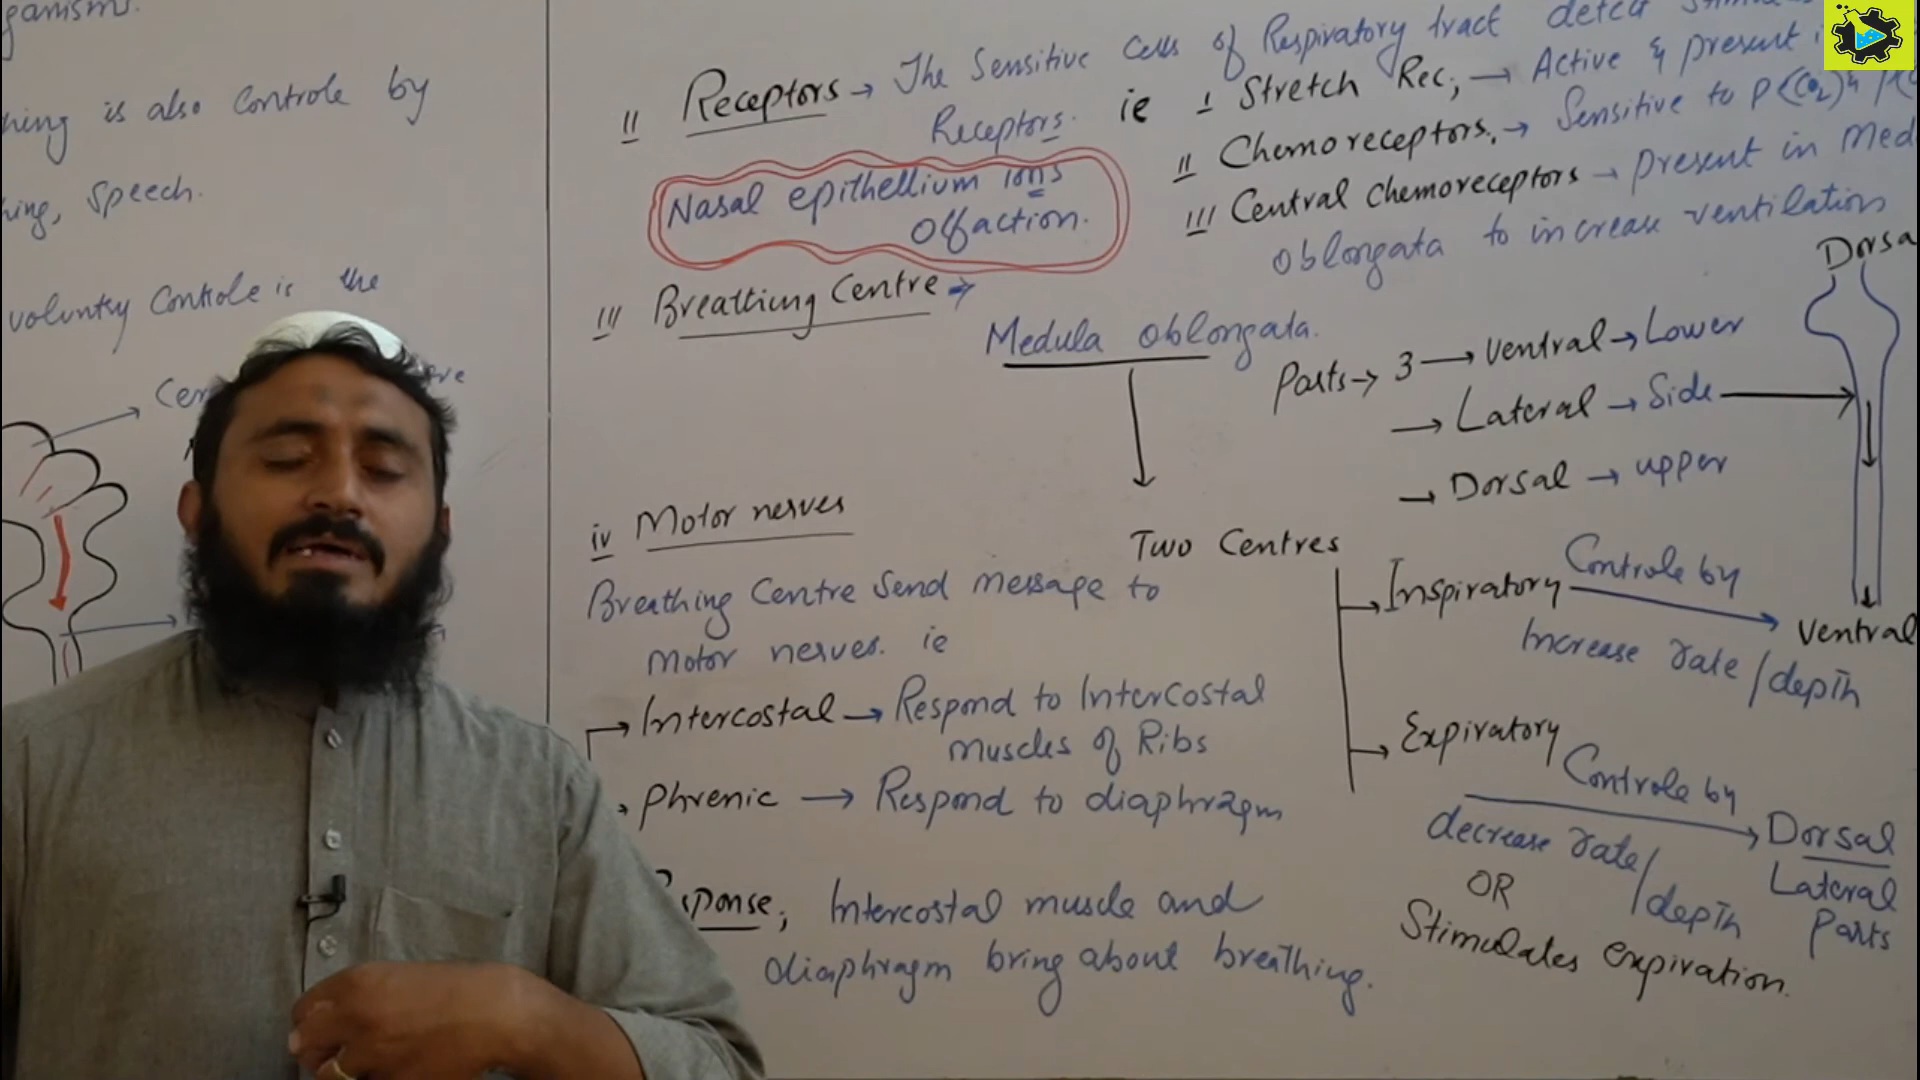 ganism.
hing is also Controle by
hing, Speech.
voluntry Controle is the
Cer
II Receptors → The Sensitive Cells of Respiratory tract detect
Receptors. ie
I Stretch Rec; → Active & present
II Chemoreceptors. → Sensitive to P(CO2) &
III Central Chemoreceptors → present in Med
oblongata to increase ventilation
Nasal epithellium ions
Olfaction.
III Breathing Centre →
Medula oblongata.
Parts → 3 → Ventral → Lower
→ Lateral → Side
→ Dorsal → upper
Dorsa
Ventral
Two Centres
Inspiratory Controle by
Increase rate/depth
Expiratory Controle by
Dorsal
Lateral
Parts
decrease rate/depth
OR
Stimulates expiration.
iv Motor nerves
Breathing Centre Send message to
Motor nerves. ie
→ Intercostal → Respond to Intercostal
muscles of Ribs
Phrenic → Respond to diaphragm
sponse; Intercostal muscle and
diaphragm bring about breathing.